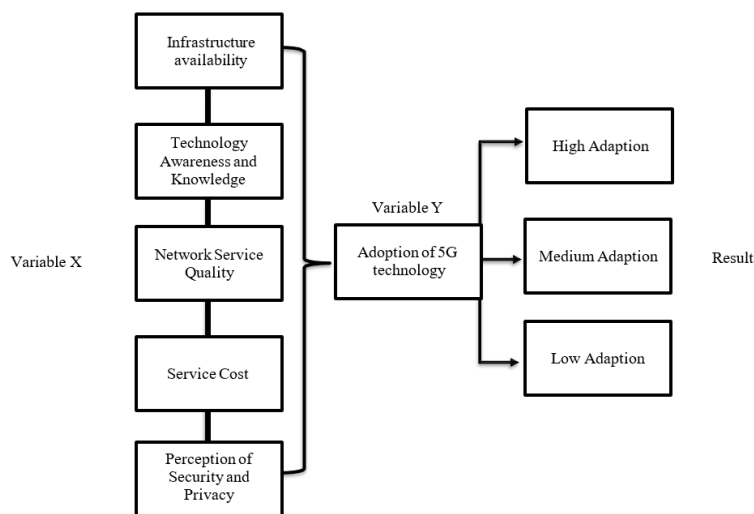 Variable X
Infrastructure
availability
Technology
Awareness and
Knowledge
Network Service
Quality
Service Cost
Perception of
Security and
Privacy
Variable Y
Adoption of 5G
technology
High Adaption
Medium Adaption
Low Adaption
Result